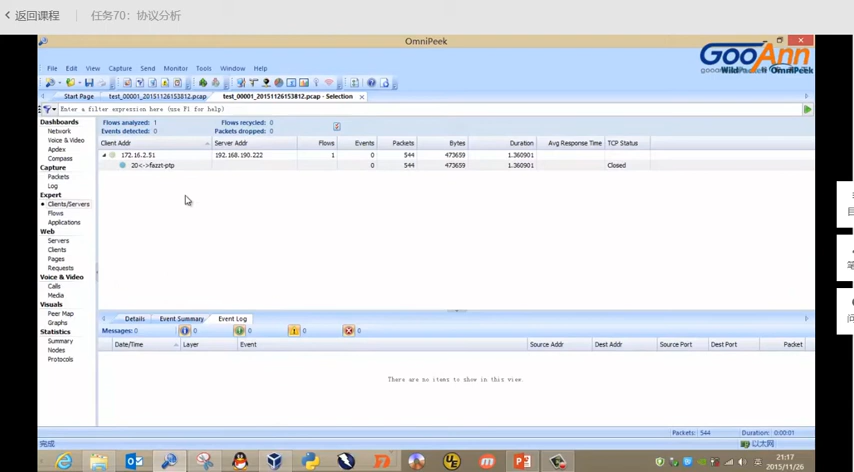 返回课程
任务70：协议分析
OmniPeek
File Edit View Capture Send Monitor Tools Window Help
GooAnn
WildPackets OmniPeek
Start Page test_00001_20151126153812.pcap test_00001_20151126153812.pcap - Selection
Enter a filter expression here (use F1 for help)
Dashboards
Network
Voice & Video
Apdex
Compass
Capture
Packets
Log
Expert
Clients/Servers
Flows
Applications
Web
Servers
Clients
Pages
Requests
Voice & Video
Calls
Media
Visuals
Peer Map
Graphs
Statistics
Summary
Nodes
Protocols
Flows analyzed: 1 Flows recycled: 0
Events detected: 0 Packets dropped: 0
Client Addr Server Addr Flows Events Packets Bytes Duration Avg Response Time TCP Status
172.16.2.51 192.168.190.222 1 0 544 473659 1.360901
20<->fazzt-ptp 0 544 473659 1.360901 Closed
Details Event Summary Event Log
Messages: 0 0 0 0 0
Date/Time Layer Event Source Addr Dest Addr Source Port Dest Port Packet
There are no items to show in this view.
Packets: 544 Duration: 0:00:01
完成
以太网
21:17
2015/11/26